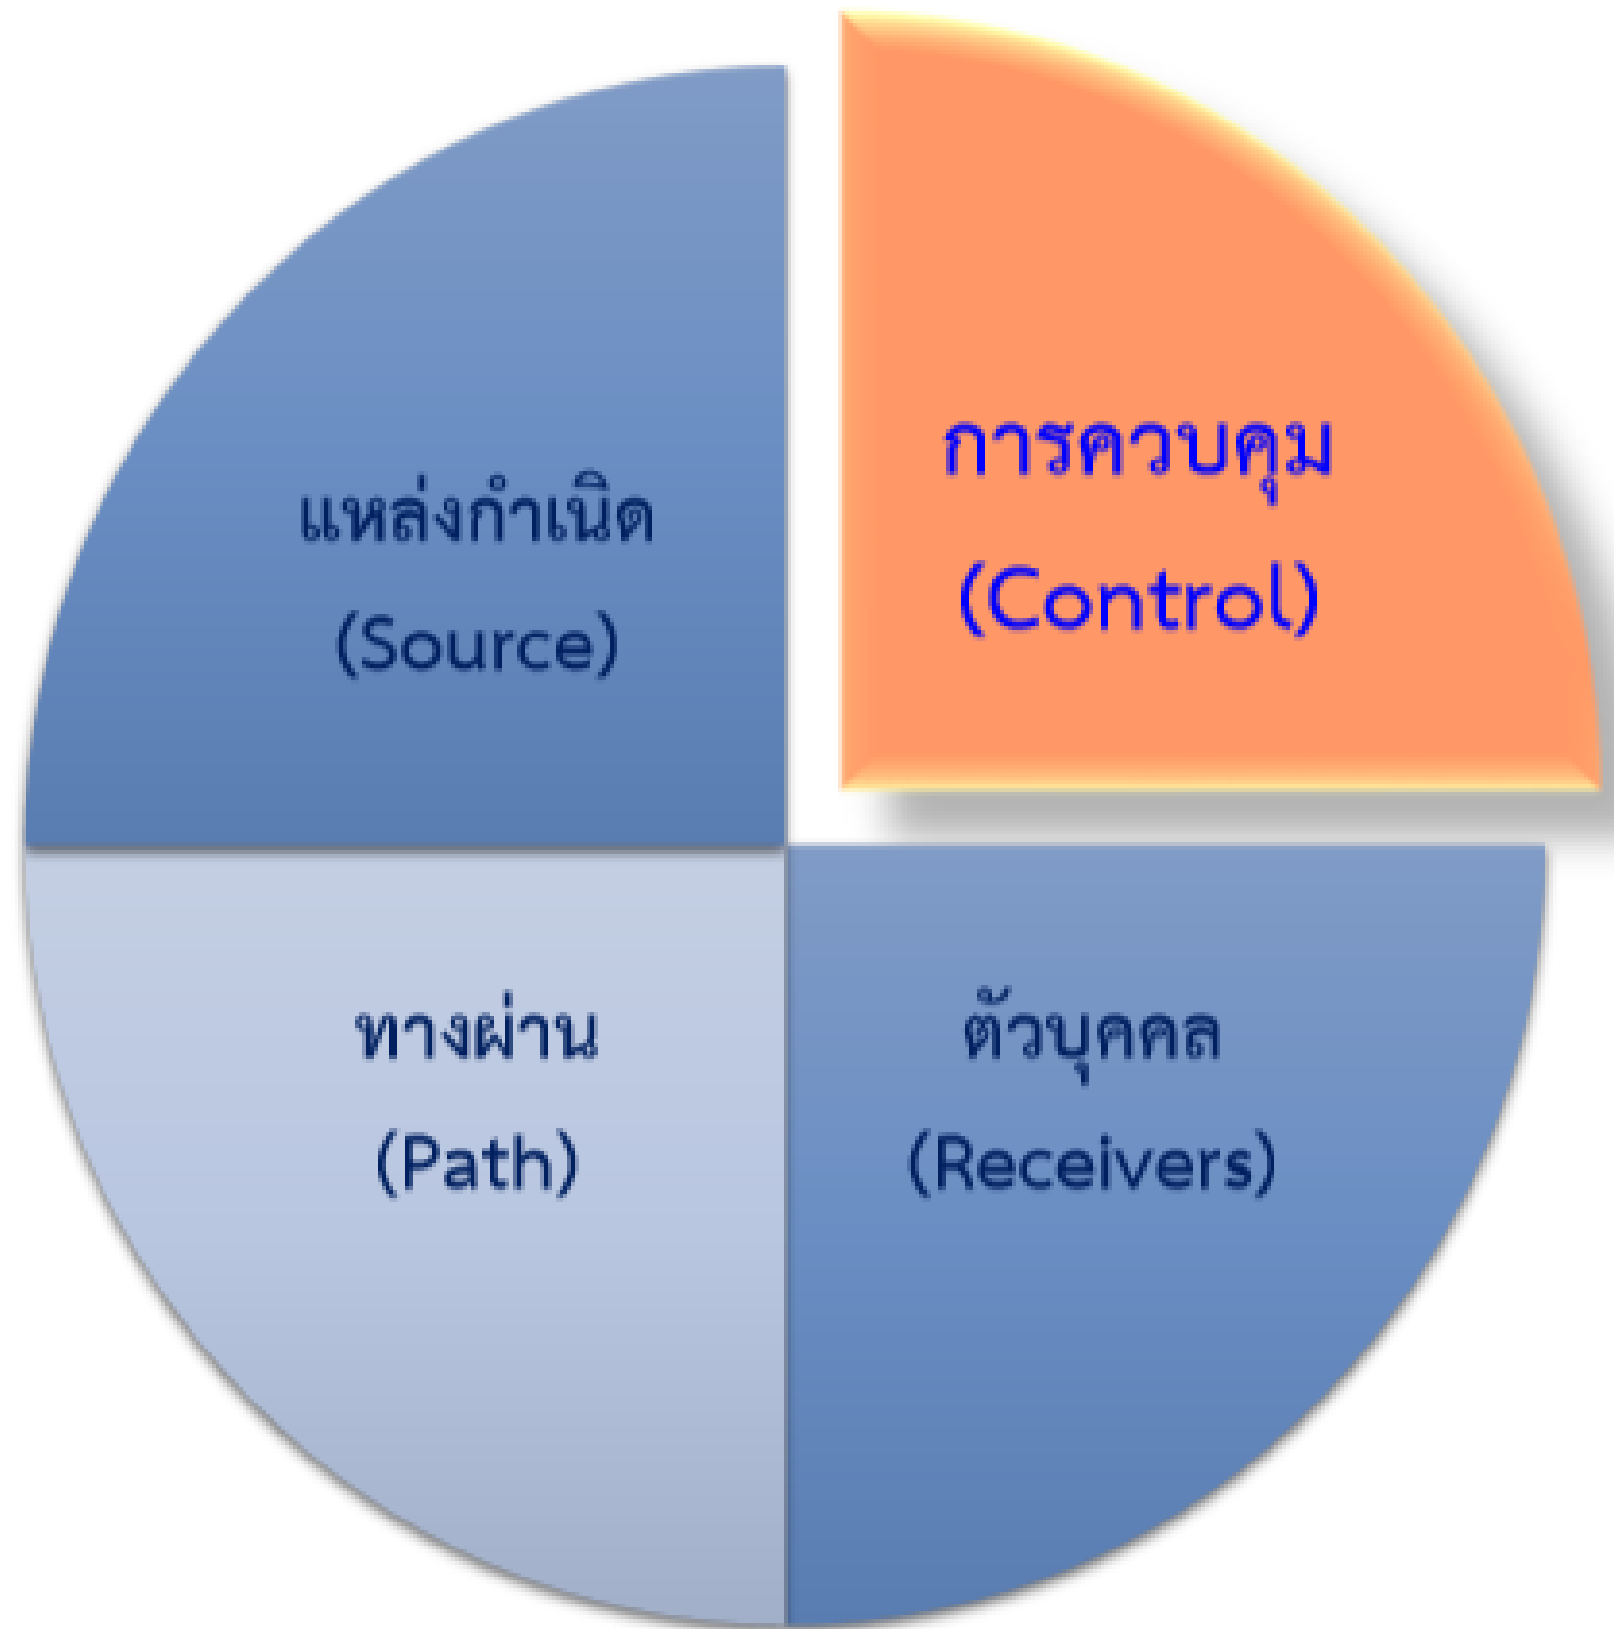 การควบคุม
(Control)
แหล่งกำเนิด
(Source)
ทางผ่าน
(Path)
ตัวบุคคล
(Receivers)